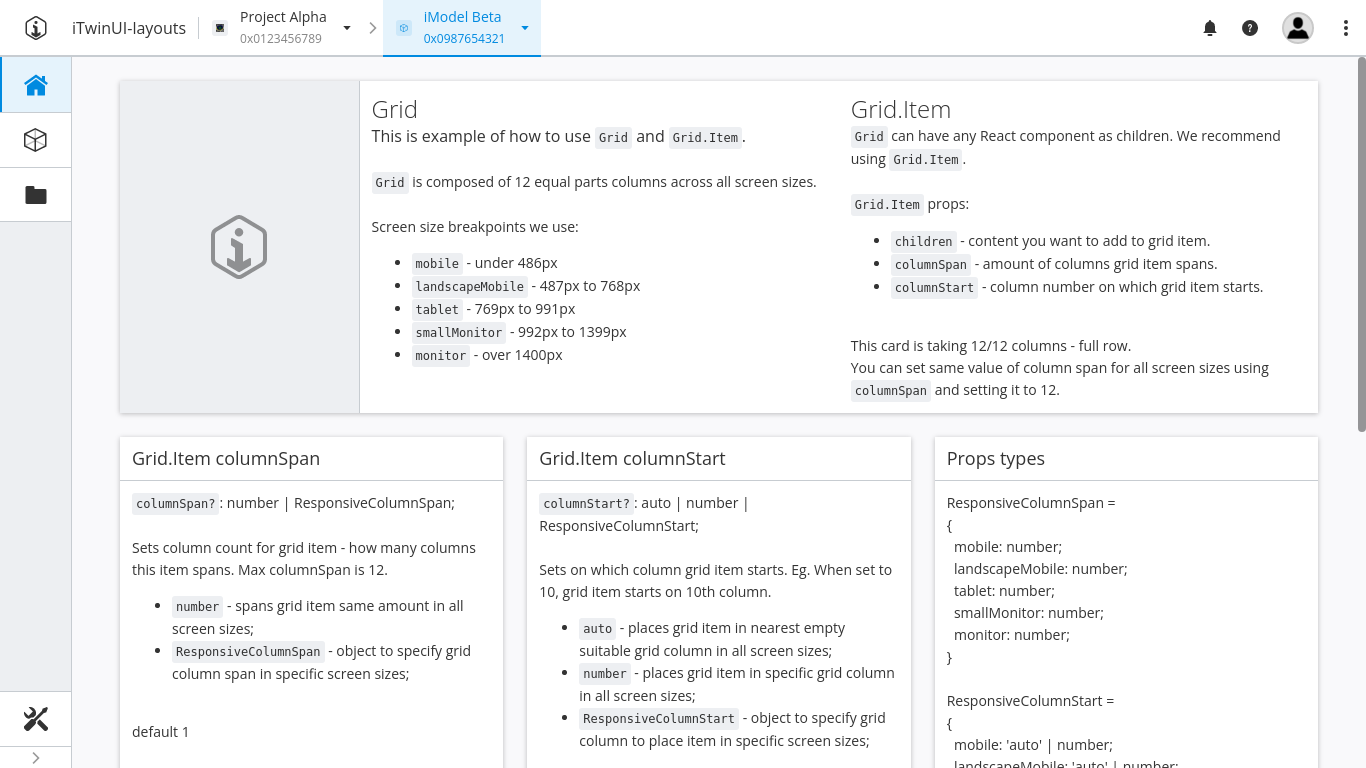 iTwinUI-layouts
Project Alpha
0x0123456789
iModel Beta
0x0987654321
Grid
This is example of how to use Grid and Grid.Item.
Grid is composed of 12 equal parts columns across all screen sizes.
Screen size breakpoints we use:
• mobile - under 486px
• landscapeMobile - 487px to 768px
• tablet - 769px to 991px
• smallMonitor - 992px to 1399px
• monitor - over 1400px
Grid.Item
Grid can have any React component as children. We recommend
using Grid.Item.
Grid.Item props:
• children - content you want to add to grid item.
• columnSpan - amount of columns grid item spans.
• columnStart - column number on which grid item starts.
This card is taking 12/12 columns - full row.
You can set same value of column span for all screen sizes using
columnSpan and setting it to 12.
Grid.Item columnSpan
columnSpan?: number | ResponsiveColumnSpan;
Sets column count for grid item - how many columns
this item spans. Max columnSpan is 12.
• number - spans grid item same amount in all
screen sizes;
• ResponsiveColumnSpan - object to specify grid
column span in specific screen sizes;
default 1
Grid.Item columnStart
columnStart?: auto | number |
ResponsiveColumnStart;
Sets on which column grid item starts. Eg. When set to
10, grid item starts on 10th column.
• auto - places grid item in nearest empty
suitable grid column in all screen sizes;
• number - places grid item in specific grid column
in all screen sizes;
• ResponsiveColumnStart - object to specify grid
column to place item in specific screen sizes;
Props types
ResponsiveColumnSpan =
{
mobile: number;
landscapeMobile: number;
tablet: number;
smallMonitor: number;
monitor: number;
}
ResponsiveColumnStart =
{
mobile: 'auto' | number;
landscapeMobile: 'auto' | number;